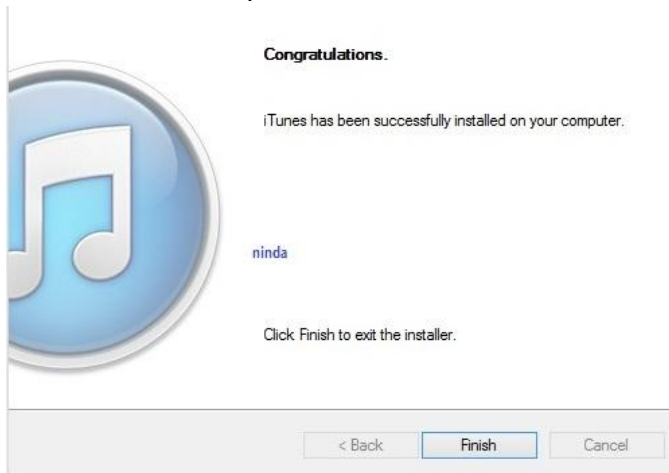 Congratulations.
iTunes has been successfully installed on your computer.
ninda
Click Finish to exit the installer.
< Back
Finish
Cancel